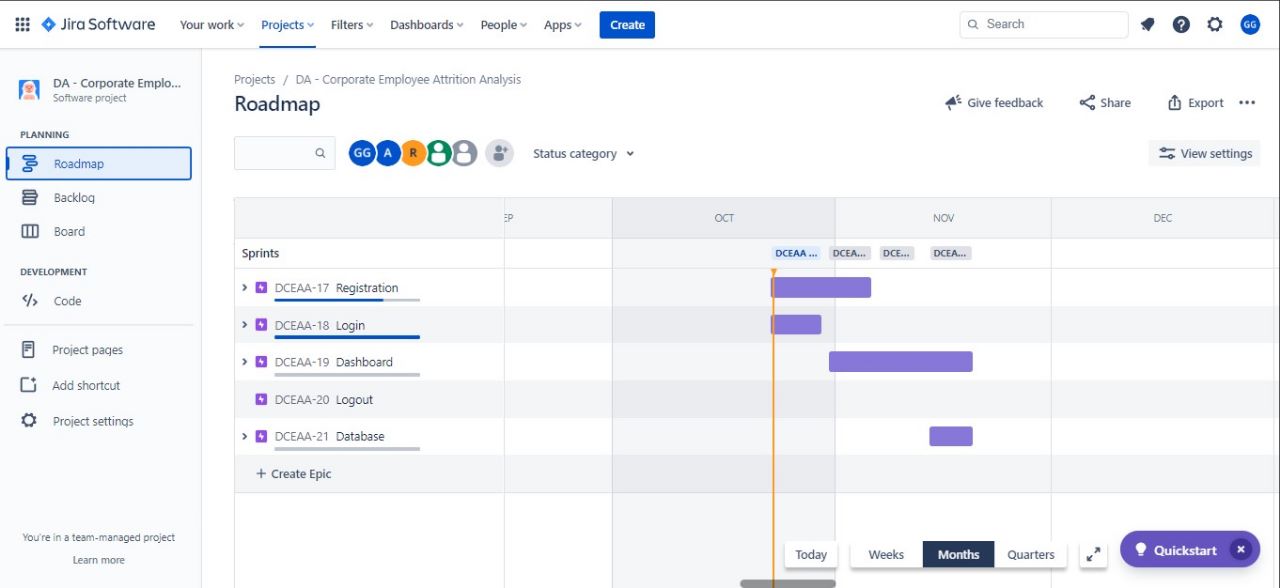 Jira Software Your work Projects Filters Dashboards People Apps Create Search GG
DA - Corporate Emplo...
Software project
PLANNING
Roadmap
Backlog
Board
DEVELOPMENT
Code
Project pages
Add shortcut
Project settings
You're in a team-managed project
Learn more
Projects / DA - Corporate Employee Attrition Analysis
Roadmap
Give feedback Share Export
GG A R Status category View settings
EP OCT NOV DEC
Sprints DCEAA ... DCEA... DCE... DCEA...
DCEAA-17 Registration
DCEAA-18 Login
DCEAA-19 Dashboard
DCEAA-20 Logout
DCEAA-21 Database
+ Create Epic
Today Weeks Months Quarters Quickstart